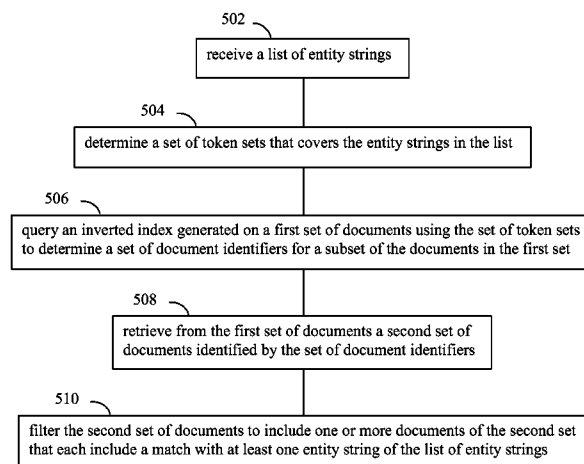 502
receive a list of entity strings
504
determine a set of token sets that covers the entity strings in the list
506
query an inverted index generated on a first set of documents using the set of token sets
to determine a set of document identifiers for a subset of the documents in the first set
508
retrieve from the first set of documents a second set of
documents identified by the set of document identifiers
510
filter the second set of documents to include one or more documents of the second set
that each include a match with at least one entity string of the list of entity strings